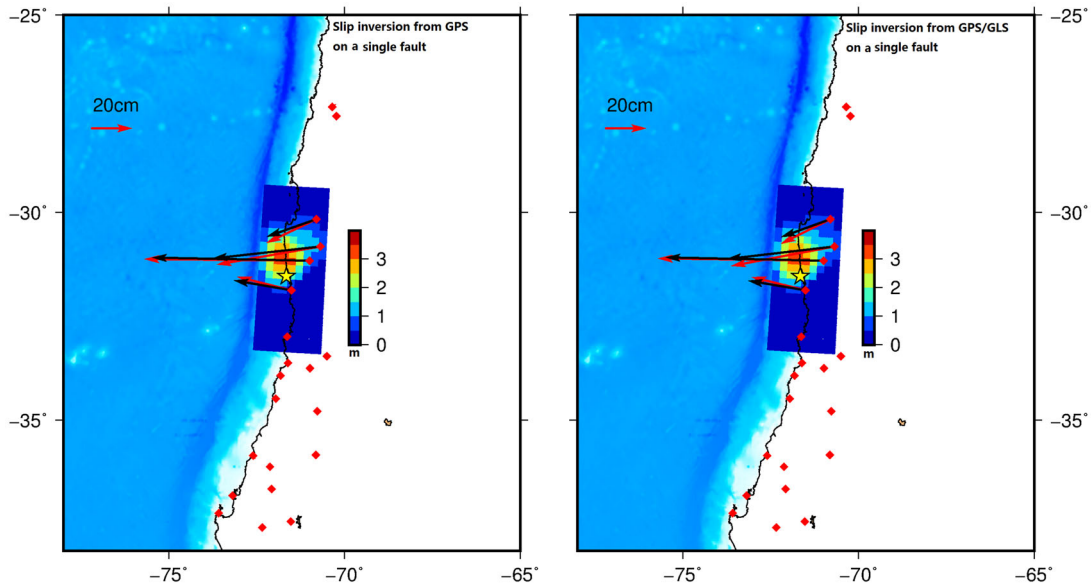 −25°
Slip inversion from GPS
on a single fault
20cm
−30°
3
2
1
0
m
−35°
−75°
−70°
−65°
Slip inversion from GPS/GLS
on a single fault
−25°
20cm
−30°
3
2
1
0
m
−35°
−75°
−70°
−65°